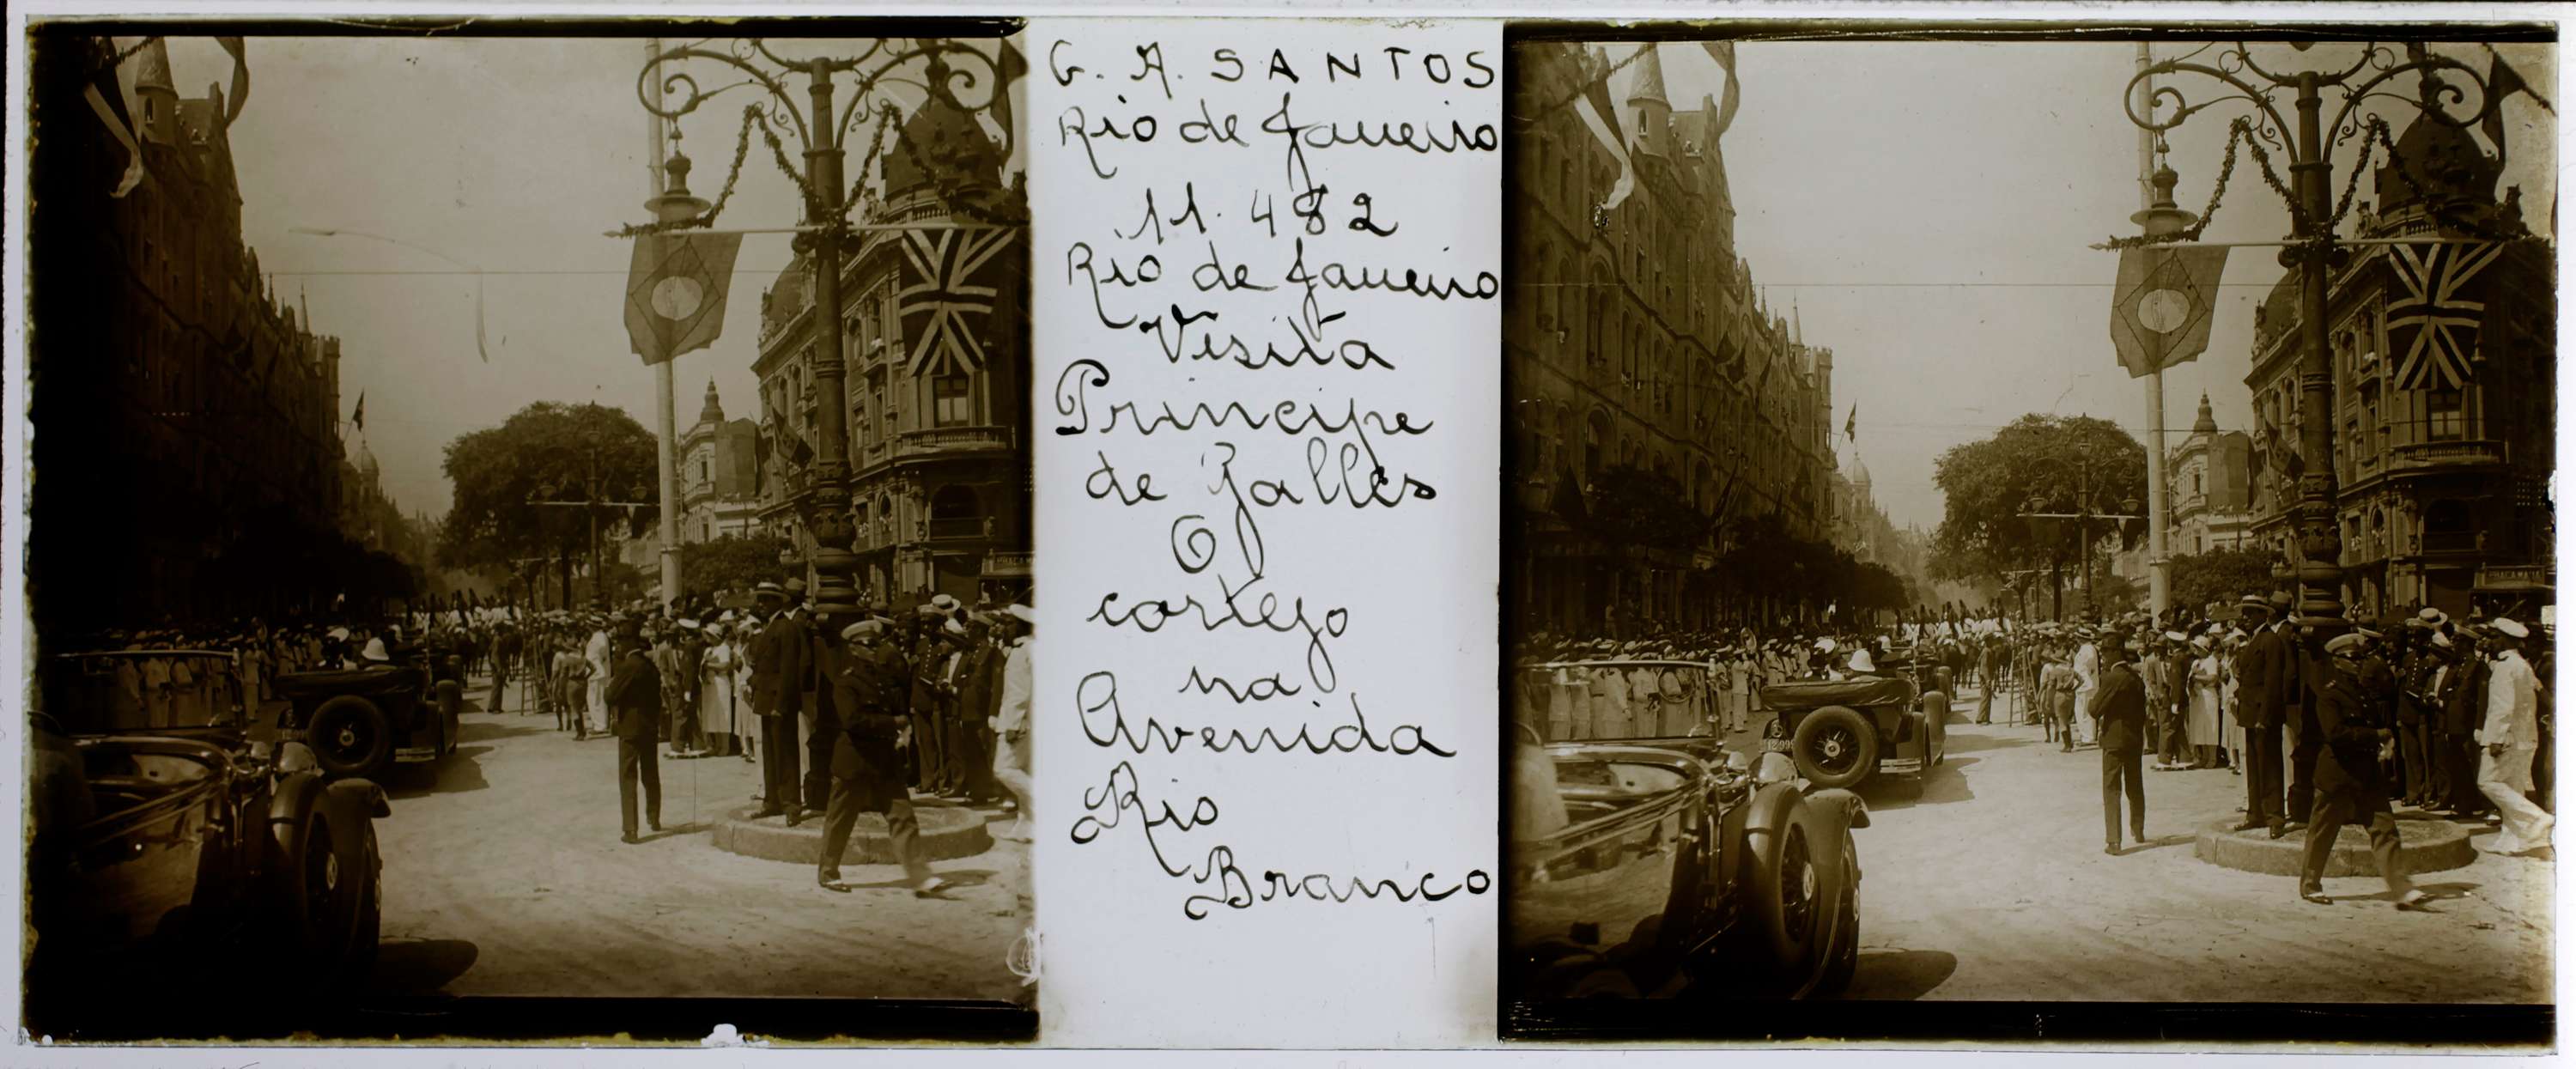 G. A. SANTOS
Rio de Janeiro
11.482
Rio de Janeiro
Visita
Principe
de Galles
O
cortejo
na
Avenida
Rio
Branco